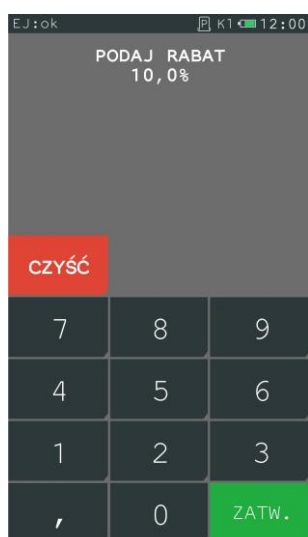 EJ:ok P K1 12:00
PODAJ RABAT
10,0%
CZYŚĆ
7 8 9
4 5 6
1 2 3
, 0 ZATW.